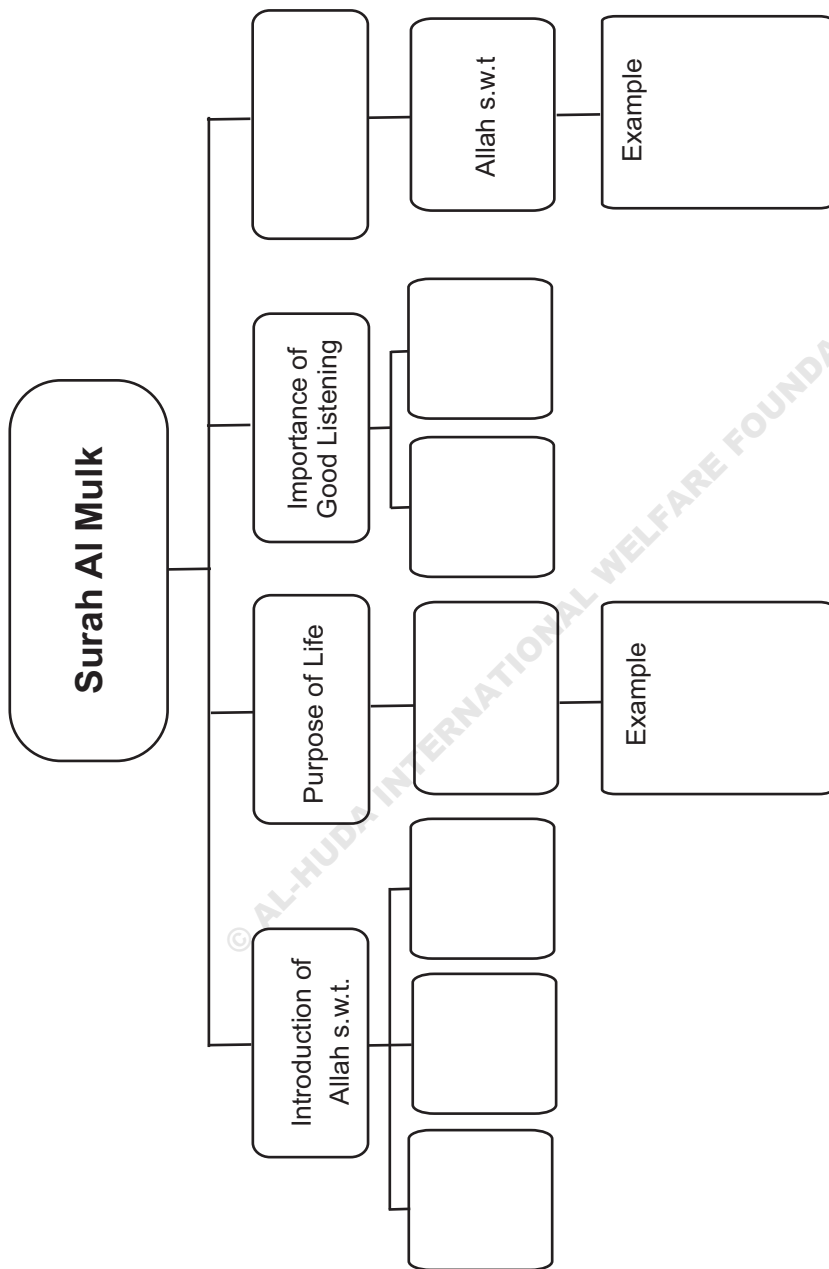 Surah Al Mulk
Introduction of
Allah s.w.t.
Purpose of Life
Importance of
Good Listening
Allah s.w.t
Example
Example
© AL-HUDA INTERNATIONAL WELFARE FOUNDA